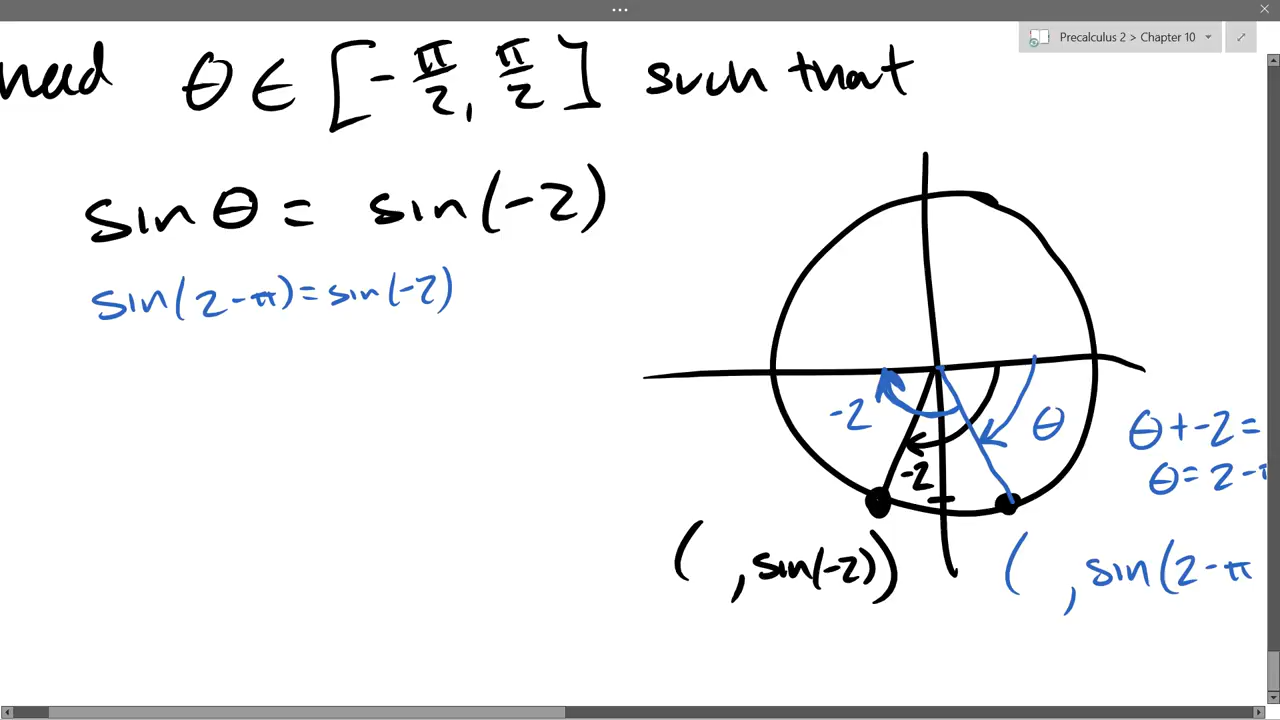 Precalculus 2 > Chapter 10
need θ ∈ [-π/2, π/2] such that
sin θ = sin(-2)
sin(2-π) = sin(-2)
-2
θ
-2
θ + -2 =
θ = 2 -
( , sin(-2))
( , sin(2-π